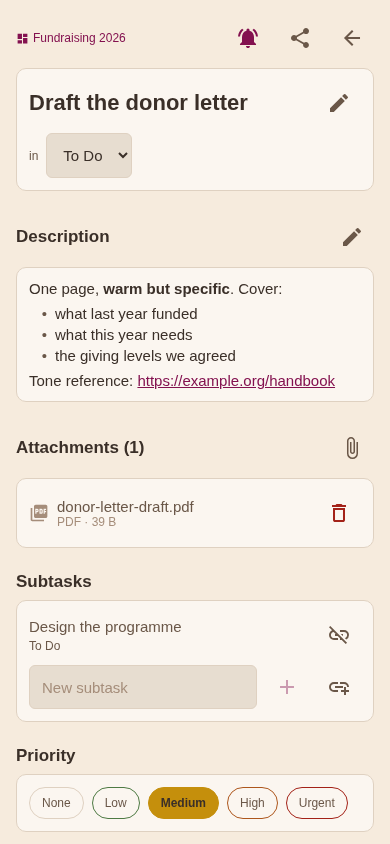 Fundraising 2026
Draft the donor letter
in To Do
Description
One page, warm but specific. Cover:
• what last year funded
• what this year needs
• the giving levels we agreed
Tone reference: https://example.org/handbook
Attachments (1)
PDF donor-letter-draft.pdf
PDF · 39 B
Subtasks
Design the programme
To Do
New subtask
Priority
None Low Medium High Urgent